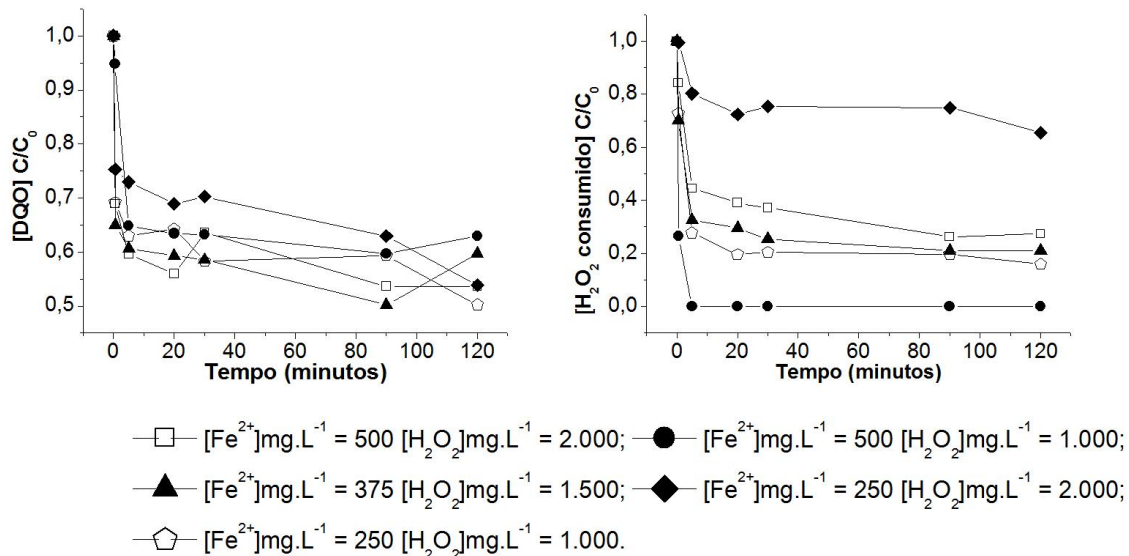 [DQO] C/C₀
1,0
0,9
0,8
0,7
0,6
0,5
0 20 40 60 80 100 120
Tempo (minutos)
[H₂O₂ consumido] C/C₀
1,0
0,8
0,6
0,4
0,2
0,0
0 20 40 60 80 100 120
Tempo (minutos)
[Fe²⁺]mg.L⁻¹ = 500 [H₂O₂]mg.L⁻¹ = 2.000;
[Fe²⁺]mg.L⁻¹ = 500 [H₂O₂]mg.L⁻¹ = 1.000;
[Fe²⁺]mg.L⁻¹ = 375 [H₂O₂]mg.L⁻¹ = 1.500;
[Fe²⁺]mg.L⁻¹ = 250 [H₂O₂]mg.L⁻¹ = 2.000;
[Fe²⁺]mg.L⁻¹ = 250 [H₂O₂]mg.L⁻¹ = 1.000.